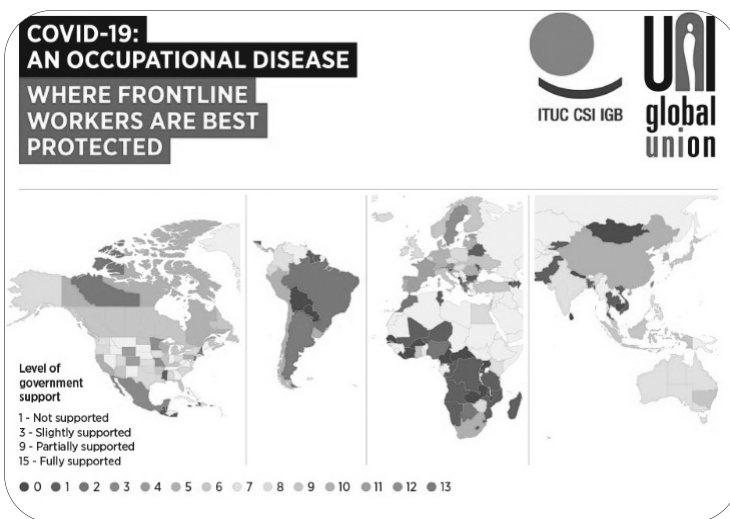 COVID-19:
AN OCCUPATIONAL DISEASE
WHERE FRONTLINE
WORKERS ARE BEST
PROTECTED
ITUC CSI IGB
UNI
global
union
Level of
government
support
1 - Not supported
3 - Slightly supported
9 - Partially supported
15 - Fully supported
0 1 2 3 4 5 6 7 8 9 10 11 12 13